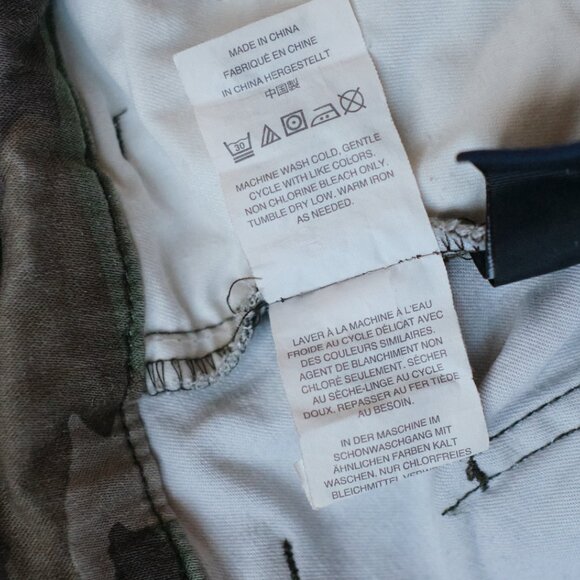 MADE IN CHINA
FABRIQUÉ EN CHINE
IN CHINA HERGESTELLT
中国製
30
MACHINE WASH COLD, GENTLE
CYCLE WITH LIKE COLORS.
NON CHLORINE BLEACH ONLY.
TUMBLE DRY LOW. WARM IRON
AS NEEDED.
LAVER À LA MACHINE À L'EAU
FROIDE AU CYCLE DÉLICAT AVEC
DES COULEURS SIMILAIRES.
AGENT DE BLANCHIMENT NON
CHLORÉ SEULEMENT. SÉCHER
AU SÈCHE-LINGE AU CYCLE
DOUX. REPASSER AU FER TIÈDE
AU BESOIN.
IN DER MASCHINE IM
SCHONWASCHGANG MIT
ÄHNLICHEN FARBEN KALT
WASCHEN. NUR CHLORFREIES
BLEICHMITTEL